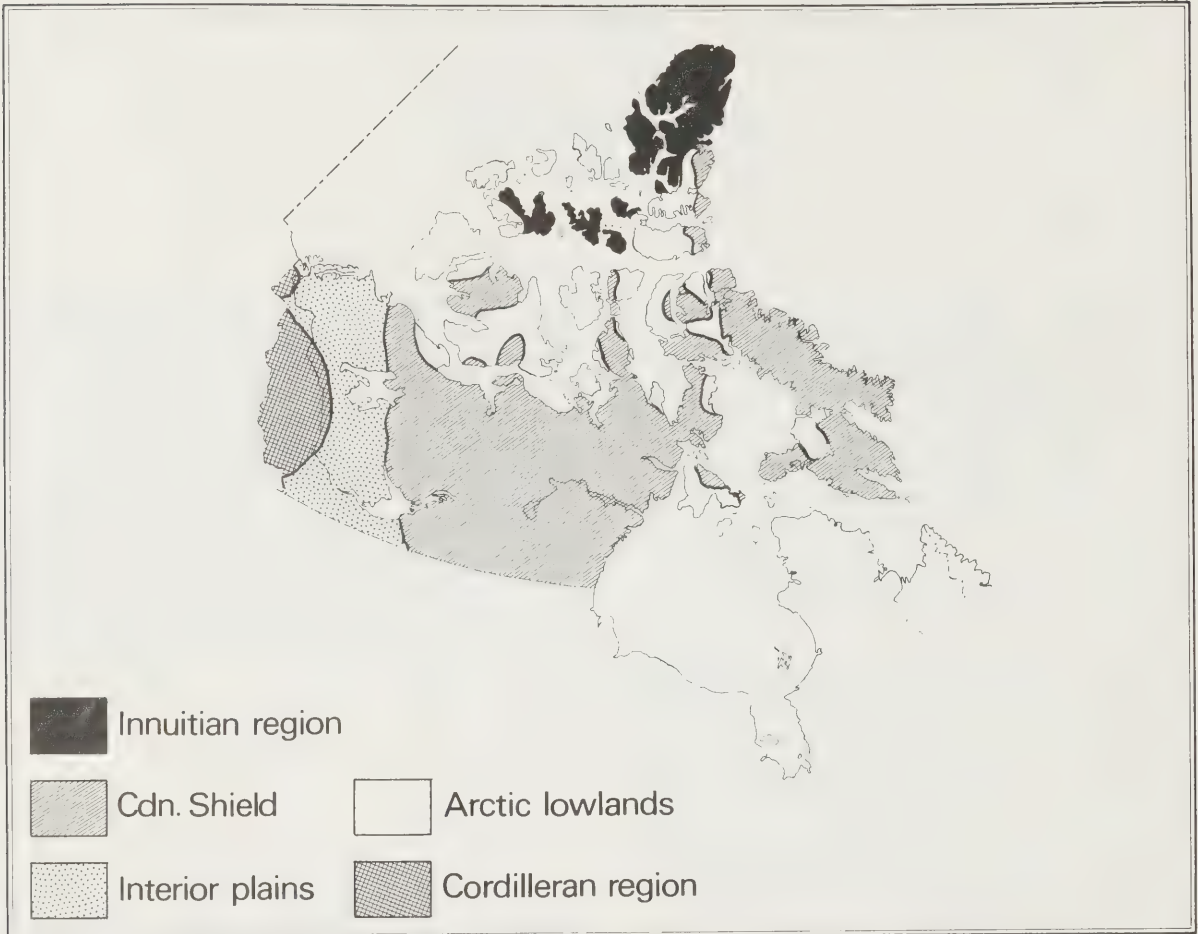 Innuitian region
Cdn. Shield
Arctic lowlands
Interior plains
Cordilleran region